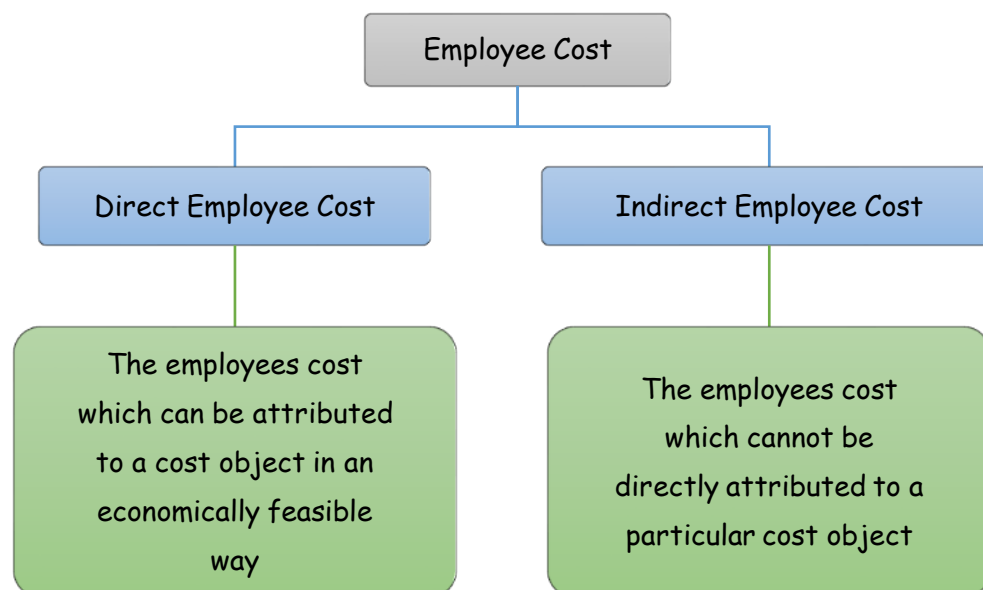 Employee Cost
Direct Employee Cost
Indirect Employee Cost
The employees cost
which can be attributed
to a cost object in an
economically feasible
way
The employees cost
which cannot be
directly attributed to a
particular cost object